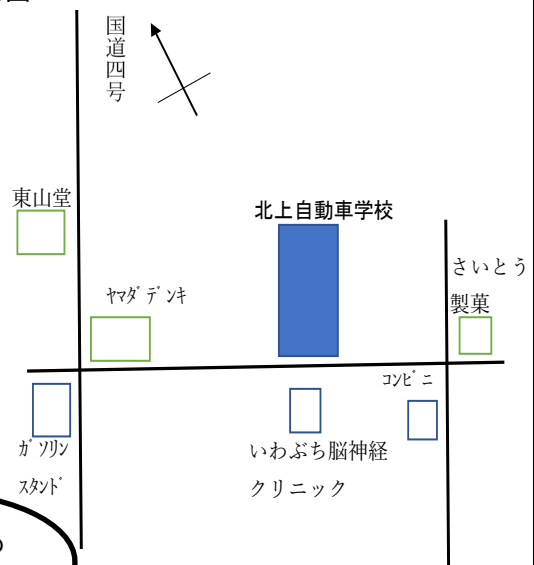 国道四号
東山堂
北上自動車学校
さいとう
製菓
ﾔﾏﾀﾞﾃﾞﾝｷ
ｺﾝﾋﾞﾆ
ｶﾞｿﾘﾝ
ｽﾀﾝﾄﾞ
いわぶち脳神経
クリニック